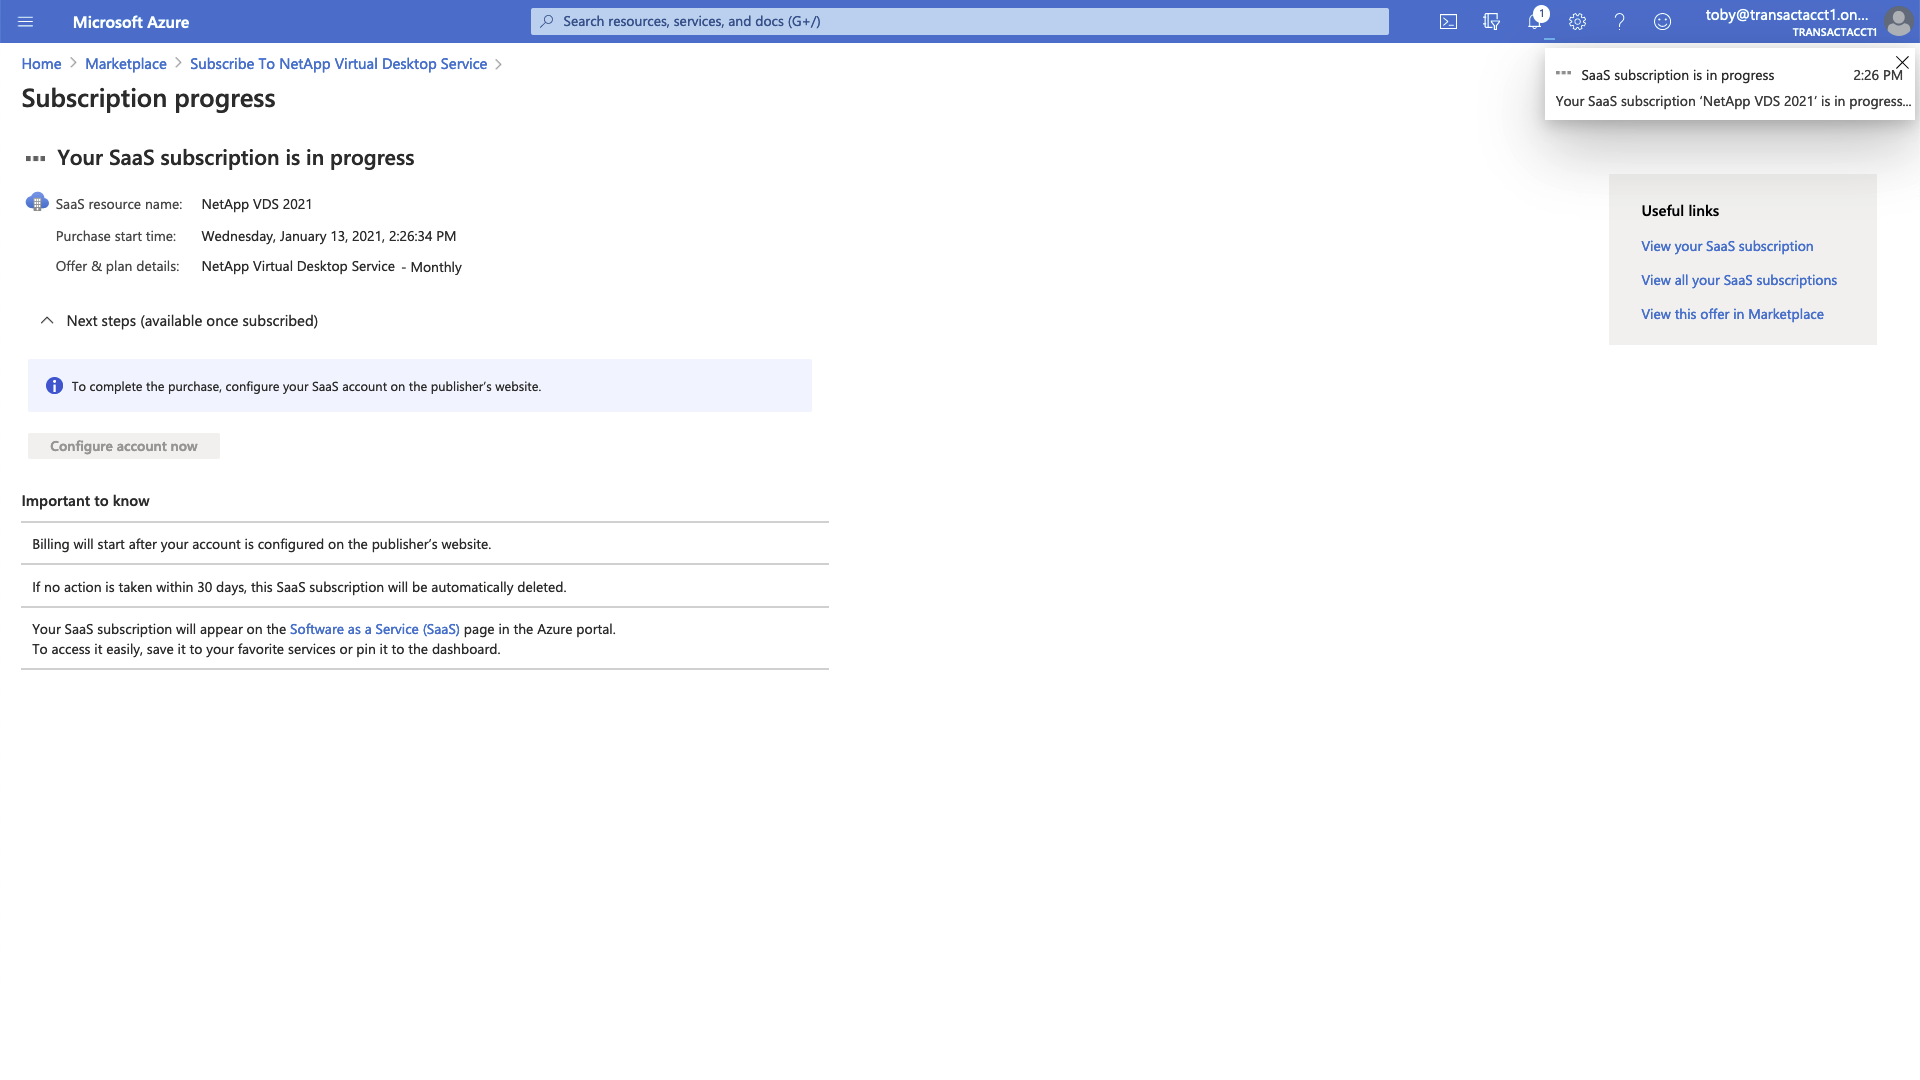 Microsoft Azure
Search resources, services, and docs (G+/)
1
toby@transactacct1.on...
TRANSACTACCT1
Home > Marketplace > Subscribe To NetApp Virtual Desktop Service >
Subscription progress
SaaS subscription is in progress 2:26 PM
Your SaaS subscription ‘NetApp VDS 2021’ is in progress...
Your SaaS subscription is in progress
SaaS resource name: NetApp VDS 2021
Purchase start time: Wednesday, January 13, 2021, 2:26:34 PM
Offer & plan details: NetApp Virtual Desktop Service - Monthly
Next steps (available once subscribed)
To complete the purchase, configure your SaaS account on the publisher’s website.
Configure account now
Important to know
Billing will start after your account is configured on the publisher’s website.
If no action is taken within 30 days, this SaaS subscription will be automatically deleted.
Your SaaS subscription will appear on the Software as a Service (SaaS) page in the Azure portal.
To access it easily, save it to your favorite services or pin it to the dashboard.
Useful links
View your SaaS subscription
View all your SaaS subscriptions
View this offer in Marketplace